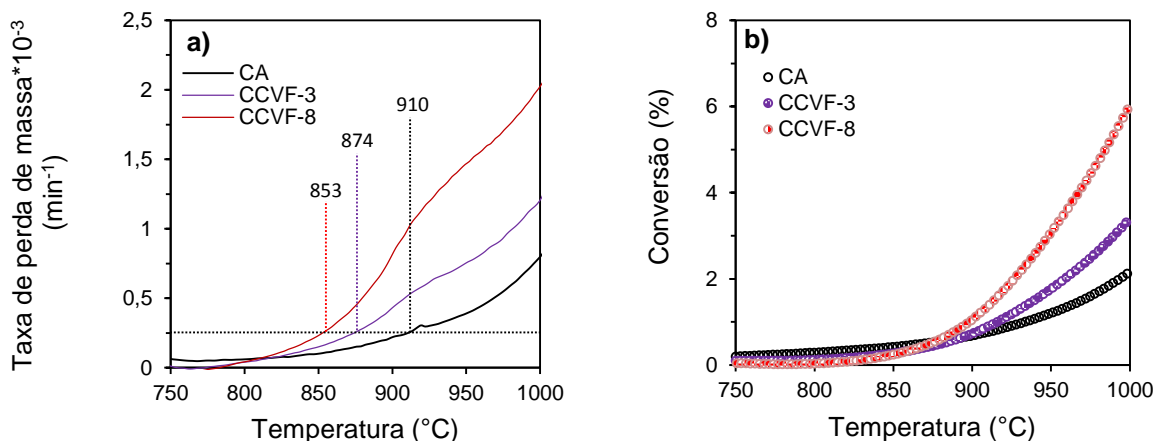 a)
Taxa de perda de massa*10-3
(min-1)
2,5
2
1,5
1
0,5
0
CA
CCVF-3
CCVF-8
910
874
853
750 800 850 900 950 1000
Temperatura (°C)
b)
Conversão (%)
8
6
4
2
0
CA
CCVF-3
CCVF-8
750 800 850 900 950 1000
Temperatura (°C)